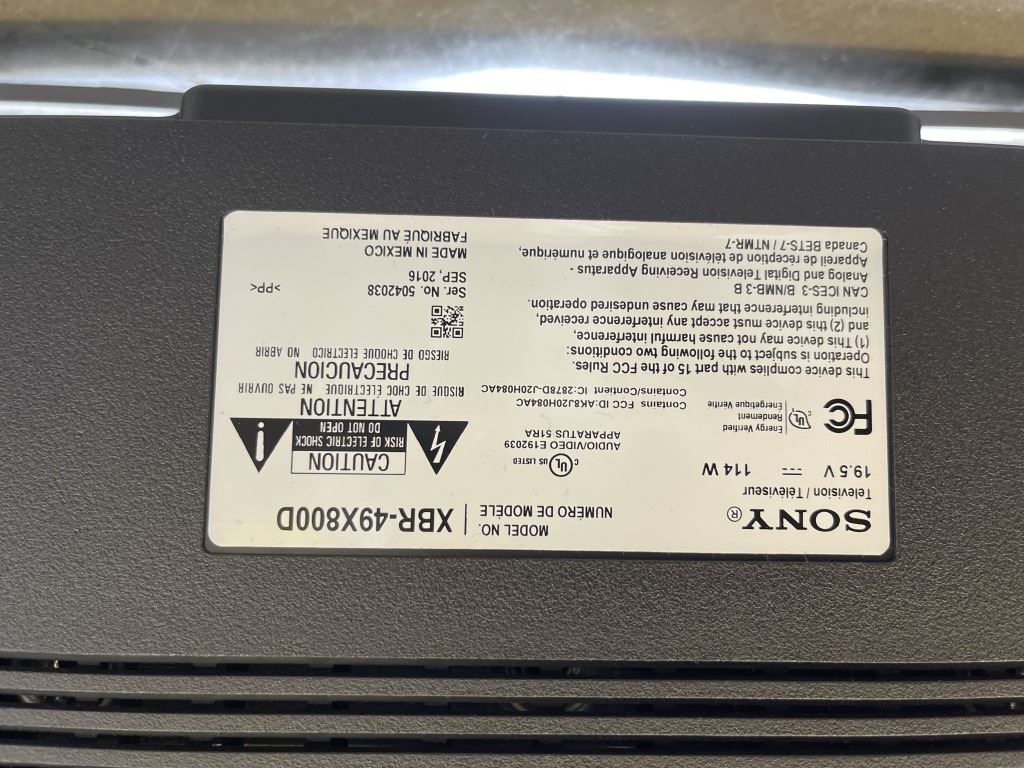 SONY®
Television / Téléviseur
19.5 V ⎓ 114 W
MODEL NO.
NUMÉRO DE MODÈLE
XBR-49X800D
FC
UL
Energy Verified
Rendement
Énergétique Vérifié
c UL US LISTED
AUDIO/VIDEO E192039
APPARATUS 51RA
Contains FCC ID:AK8J20H084AC
Contains/Contient IC:2878D-J20H084AC
This device complies with part 15 of the FCC Rules.
Operation is subject to the following two conditions:
(1) This device may not cause harmful interference,
and (2) this device must accept any interference received,
including interference that may cause undesired operation.
CAN ICES-3 B/NMB-3 B
Analog and Digital Television Receiving Apparatus -
Appareil de réception de télévision analogique et numérique,
Canada BETS-7 / NTMR-7
CAUTION
RISK OF ELECTRIC SHOCK
DO NOT OPEN
ATTENTION
RISQUE DE CHOC ÉLECTRIQUE NE PAS OUVRIR
PRECAUCION
RIESGO DE CHOQUE ELECTRICO NO ABRIR
Ser. No. 5042038
SEP, 2016
>PP<
MADE IN MEXICO
FABRIQUÉ AU MEXIQUE